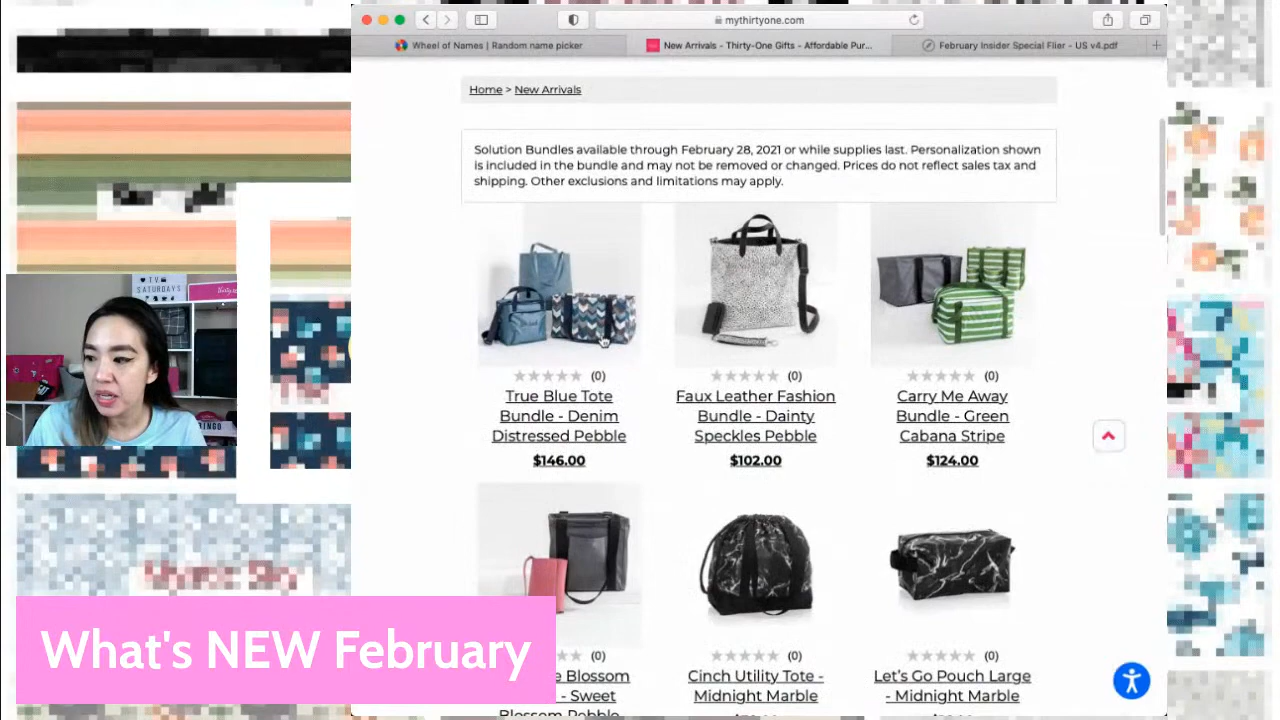 mythirtyone.com
Wheel of Names | Random name picker
New Arrivals - Thirty-One Gifts - Affordable Pur...
February Insider Special Flier - US v4.pdf
Home > New Arrivals
Solution Bundles available through February 28, 2021 or while supplies last. Personalization shown
is included in the bundle and may not be removed or changed. Prices do not reflect sales tax and
shipping. Other exclusions and limitations may apply.
(0)
True Blue Tote
Bundle - Denim
Distressed Pebble
$146.00
(0)
Faux Leather Fashion
Bundle - Dainty
Speckles Pebble
$102.00
(0)
Carry Me Away
Bundle - Green
Cabana Stripe
$124.00
(0)
e Blossom
- Sweet
Blossom Pebble
(0)
Cinch Utility Tote -
Midnight Marble
(0)
Let's Go Pouch Large
- Midnight Marble
TV
SATURDAYS
What's NEW February